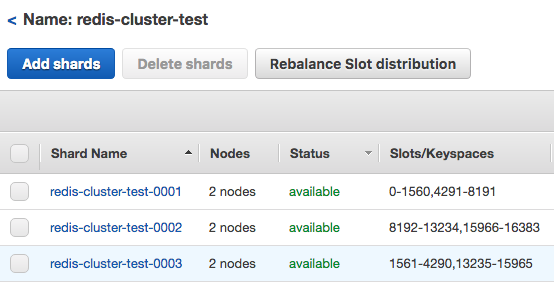 < Name: redis-cluster-test
Add shards Delete shards Rebalance Slot distribution
Shard Name Nodes Status Slots/Keyspaces
redis-cluster-test-0001 2 nodes available 0-1560,4291-8191
redis-cluster-test-0002 2 nodes available 8192-13234,15966-16383
redis-cluster-test-0003 2 nodes available 1561-4290,13235-15965